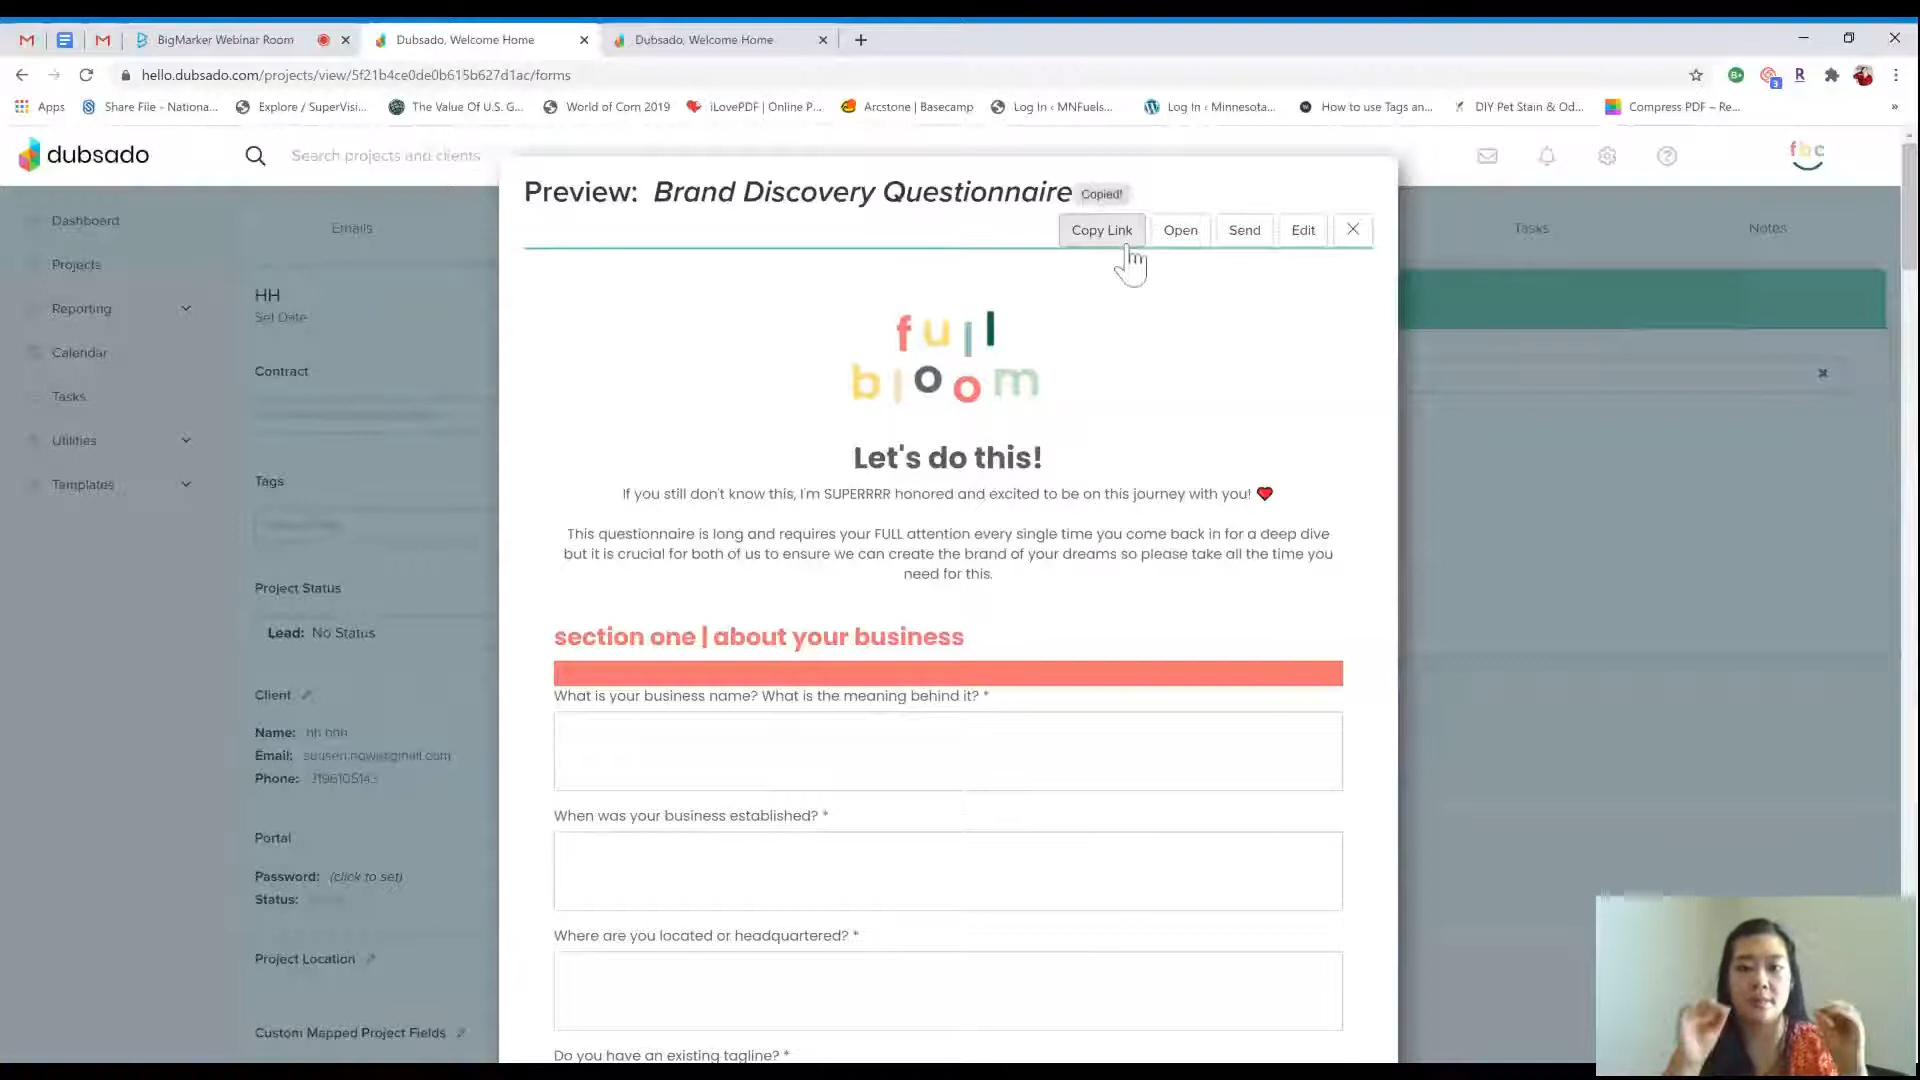 BigMarker Webinar Room
Dubsado, Welcome Home
Dubsado, Welcome Home
hello.dubsado.com/projects/view/5f21b4ce0de0b615b627d1ac/forms
Apps
Share File - Nationa...
Explore / SuperVisi...
The Value Of U.S. G...
World of Corn 2019
iLovePDF | Online P...
Arcstone | Basecamp
Log In ‹ MNFuels...
Log In ‹ Minnesota...
How to use Tags an...
DIY Pet Stain & Od...
Compress PDF – Re...
»
dubsado
Search projects and clients
fbc
Dashboard
Projects
Reporting
Calendar
Tasks
Utilities
Templates
Emails
Tasks
Notes
HH
Set Date
Contract
Tags
Project Status
Lead: No Status
Client
Name: hh hhh
Email:
Phone:
Portal
Password: (click to set)
Status:
Project Location
Custom Mapped Project Fields
Preview: Brand Discovery Questionnaire
Copied!
Copy Link
Open
Send
Edit
full
bloom
Let's do this!
If you still don't know this, I'm SUPERRRR honored and excited to be on this journey with you! ❤
This questionnaire is long and requires your FULL attention every single time you come back in for a deep dive
but it is crucial for both of us to ensure we can create the brand of your dreams so please take all the time you
need for this.
section one | about your business
What is your business name? What is the meaning behind it? *
When was your business established? *
Where are you located or headquartered? *
Do you have an existing tagline? *